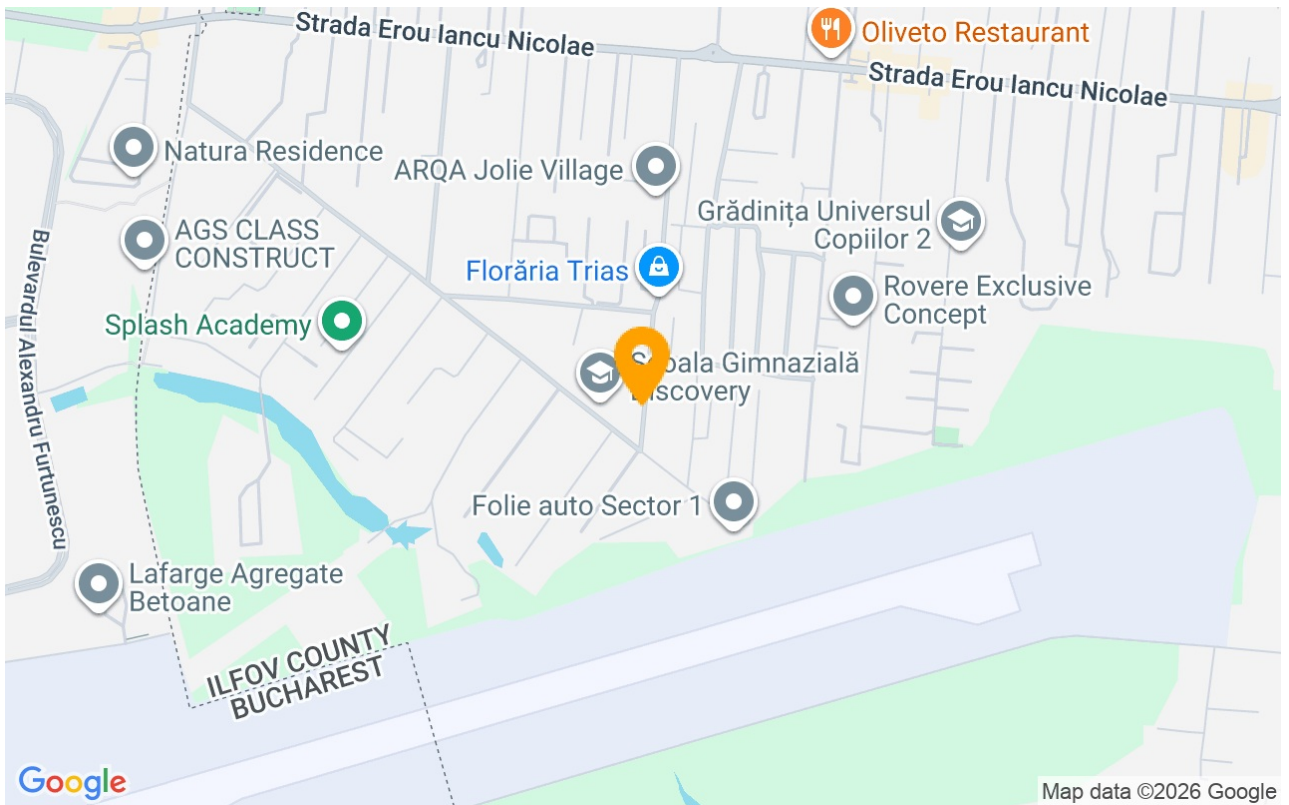 Strada Erou Iancu Nicolae
Oliveto Restaurant
Strada Erou Iancu Nicolae
Natura Residence
ARQA Jolie Village
Grădinița Universul
Copiilor 2
AGS CLASS
CONSTRUCT
Florăria Trias
Rovere Exclusive
Concept
Splash Academy
Bulevardul Alexandru Furtunescu
Gimnazială
Folie auto Sector 1
Lafarge Agregate
Betoane
ILFOV COUNTY
BUCHAREST
Google
Map data ©2026 Google